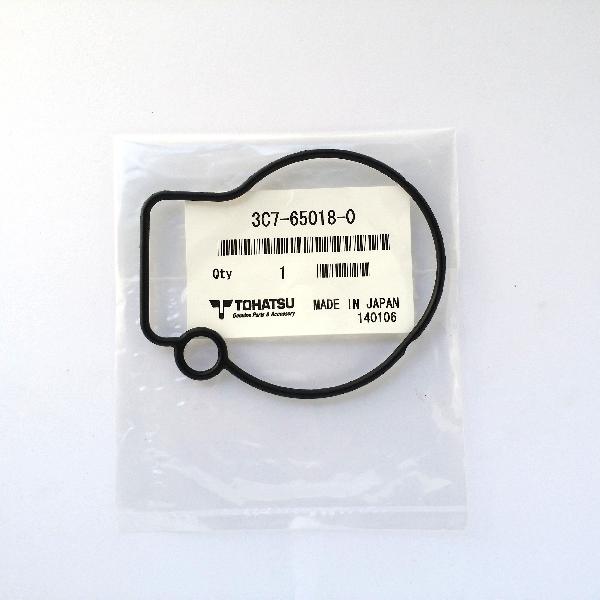 3C7-65018-0
Qty 1
TOHATSU MADE IN JAPAN
Genuine Parts & Accessory 140106